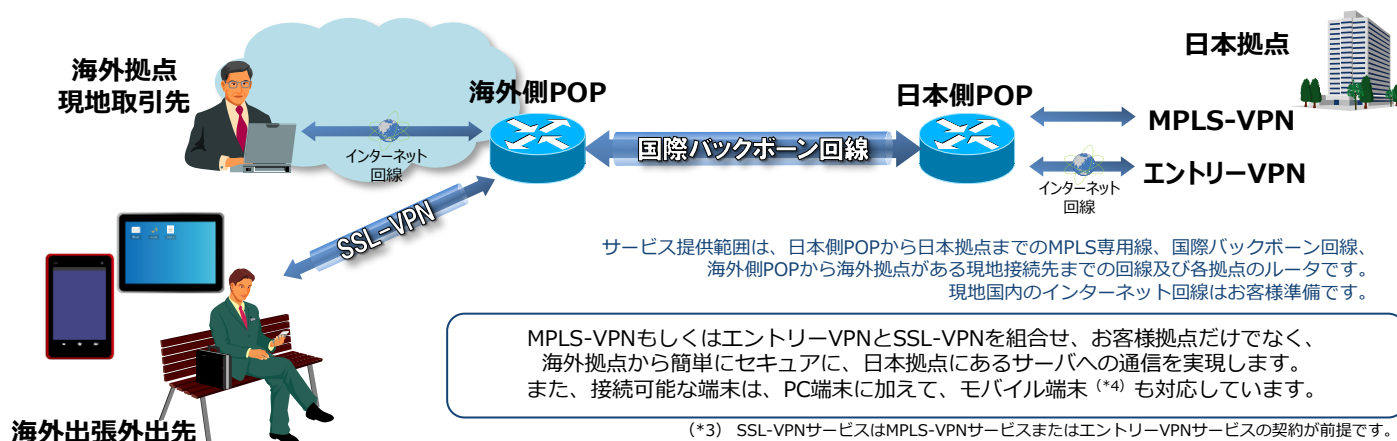 海外拠点
現地取引先
海外側POP
日本側POP
日本拠点
インターネット
回線
国際バックボーン回線
MPLS-VPN
エントリーVPN
インターネット
回線
SSL-VPN
サービス提供範囲は、日本側POPから日本拠点までのMPLS専用線、国際バックボーン回線、
海外側POPから海外拠点がある現地接続先までの回線及び各拠点のルータです。
現地国内のインターネット回線はお客様準備です。
MPLS-VPNもしくはエントリーVPNとSSL-VPNを組合せ、お客様拠点だけでなく、
海外拠点から簡単にセキュアに、日本拠点にあるサーバへの通信を実現します。
また、接続可能な端末は、PC端末に加えて、モバイル端末(*4)も対応しています。
海外出張外出先
(*3) SSL-VPNサービスはMPLS-VPNサービスまたはエントリーVPNサービスの契約が前提です。